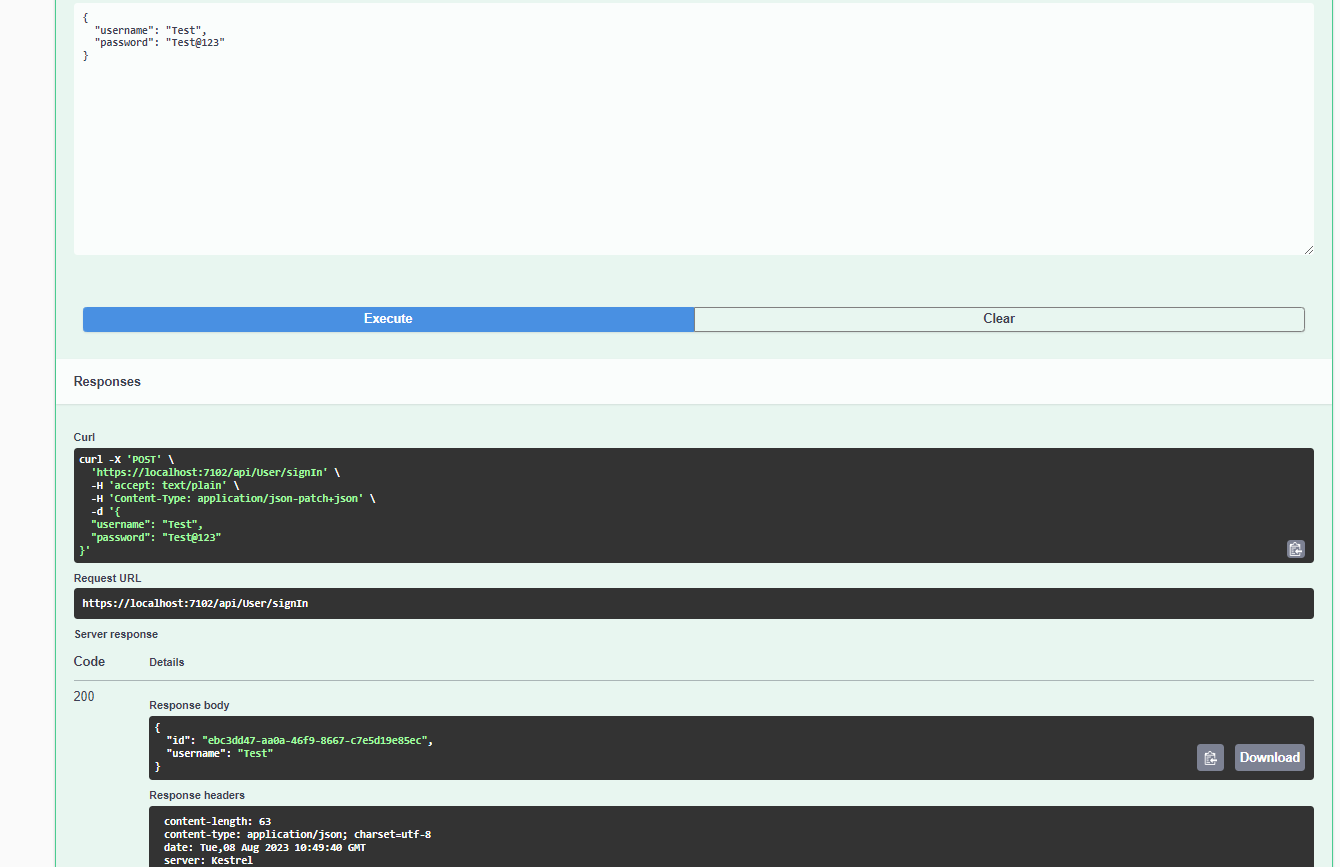 {
  "username": "Test",
  "password": "Test@123"
}
Execute
Clear
Responses
Curl
curl -X 'POST' \
  'https://localhost:7102/api/User/signIn' \
  -H 'accept: text/plain' \
  -H 'Content-Type: application/json-patch+json' \
  -d '{
  "username": "Test",
  "password": "Test@123"
}'
Request URL
https://localhost:7102/api/User/signIn
Server response
Code Details
200
Response body
{
  "id": "ebc3dd47-aa0a-46f9-8667-c7e5d19e85ec",
  "username": "Test"
}
Download
Response headers
content-length: 63
content-type: application/json; charset=utf-8
date: Tue,08 Aug 2023 10:49:40 GMT
server: Kestrel